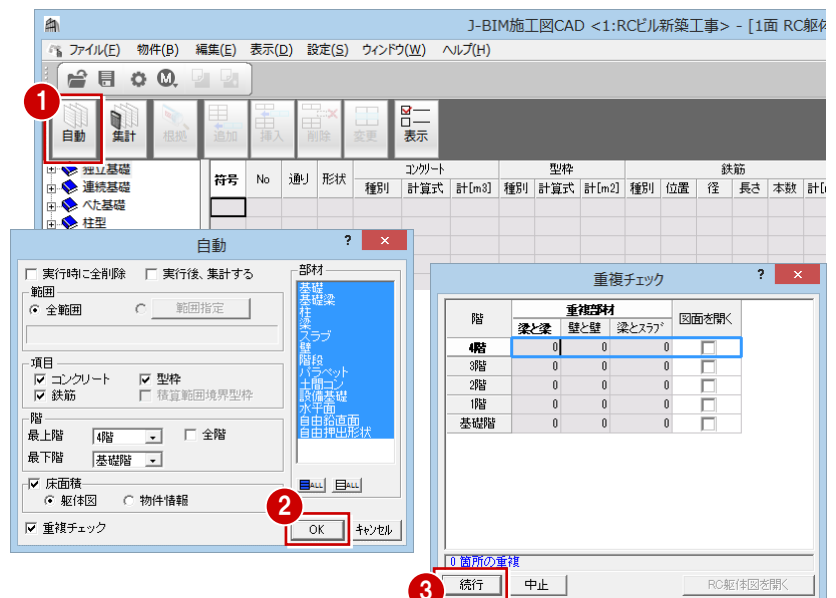 J-BIM施工図CAD <1:RCビル新築工事> - [1面 RC躯体
ファイル(F) 物件(B) 編集(E) 表示(D) 設定(S) ウィンドウ(W) ヘルプ(H)
1
自動 集計 根拠 追加 挿入 削除 変更 表示
独立基礎
連続基礎
べた基礎
柱型
符号 No 通り 形状 コンクリート 型枠 鉄筋
種別 計算式 計[m3] 種別 計算式 計[m2] 種別 位置 径 長さ 本数 計[
自動 ? ×
実行時に全削除 実行後、集計する
範囲
全範囲 範囲指定
項目
コンクリート 型枠
鉄筋 積算範囲境界型枠
階
最上階 4階 全階
最下階 基礎階
床面積
躯体図 物件情報
重複チェック
部材
基礎
基礎梁
柱
梁
スラブ
壁
階段
パラペット
土間コン
設備基礎
水平面
自由鉛直面
自由押出形状
ALL ALL
2
OK キャンセル
重複チェック ? ×
階 重複部材 図面を開く
梁と梁 壁と壁 梁とスラブ
4階 0 0 0
3階 0 0 0
2階 0 0 0
1階 0 0 0
基礎階 0 0 0
0 箇所の重複
3
続行 中止 RC躯体図を開く